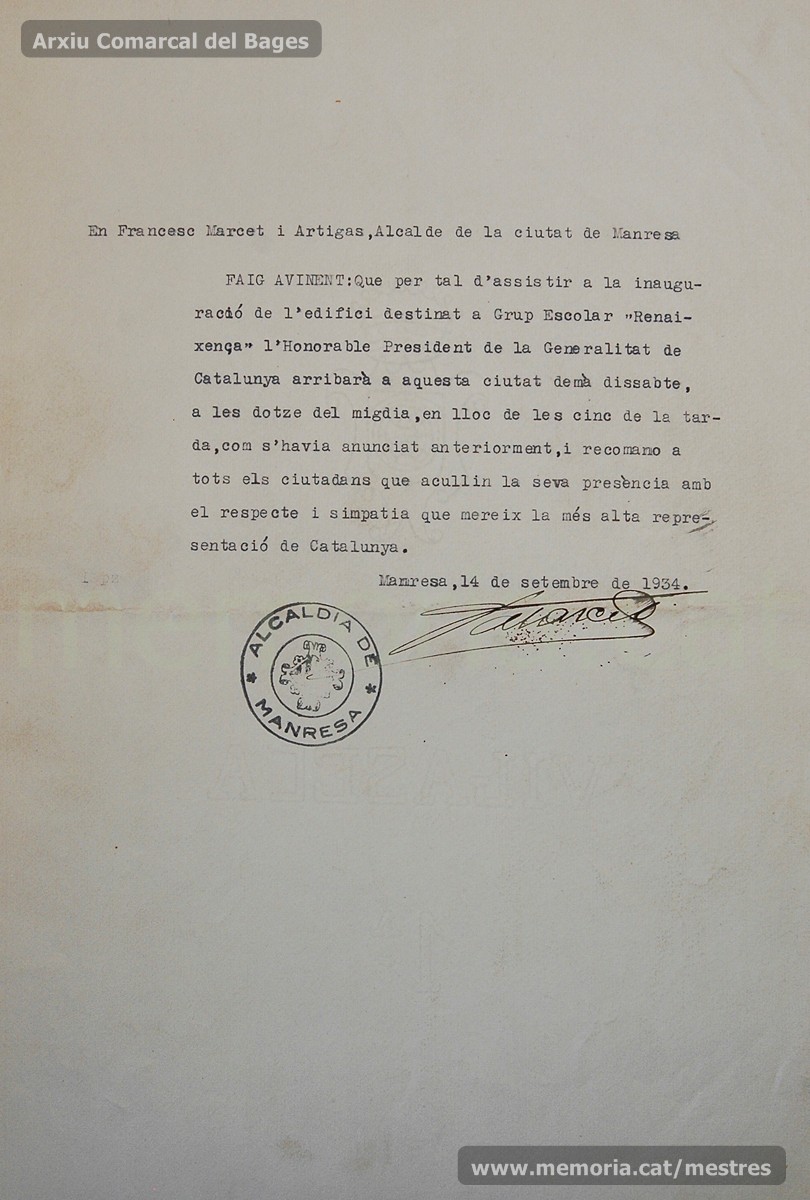 Arxiu Comarcal del Bages
En Francesc Marcet i Artigas,Alcalde de la ciutat de Manresa
FAIG AVINENT:Que per tal d'assistir a la inaugu-
ració de l'edifici destinat a Grup Escolar "Renai-
xença" l'Honorable President de la Generalitat de
Catalunya arribarà a aquesta ciutat demà dissabte,
a les dotze del migdia,en lloc de les cinc de la tar-
da,com s'havia anunciat anteriorment,i recomano a
tots els ciutadans que acullin la seva presència amb
el respecte i simpatia que mereix la més alta repre-
sentació de Catalunya.
Manresa,14 de setembre de 1934.
F Marcet
ALCALDIA DE
MANRESA
www.memoria.cat/mestres